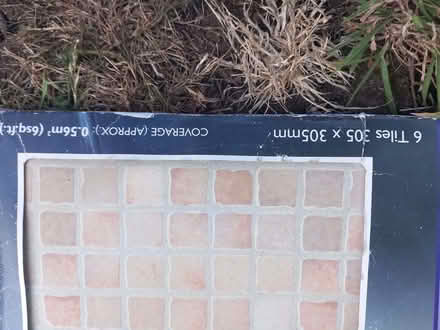 6 Tiles 305 x 305mm
COVERAGE (APPROX.): 0.56m² (6sq.ft.)